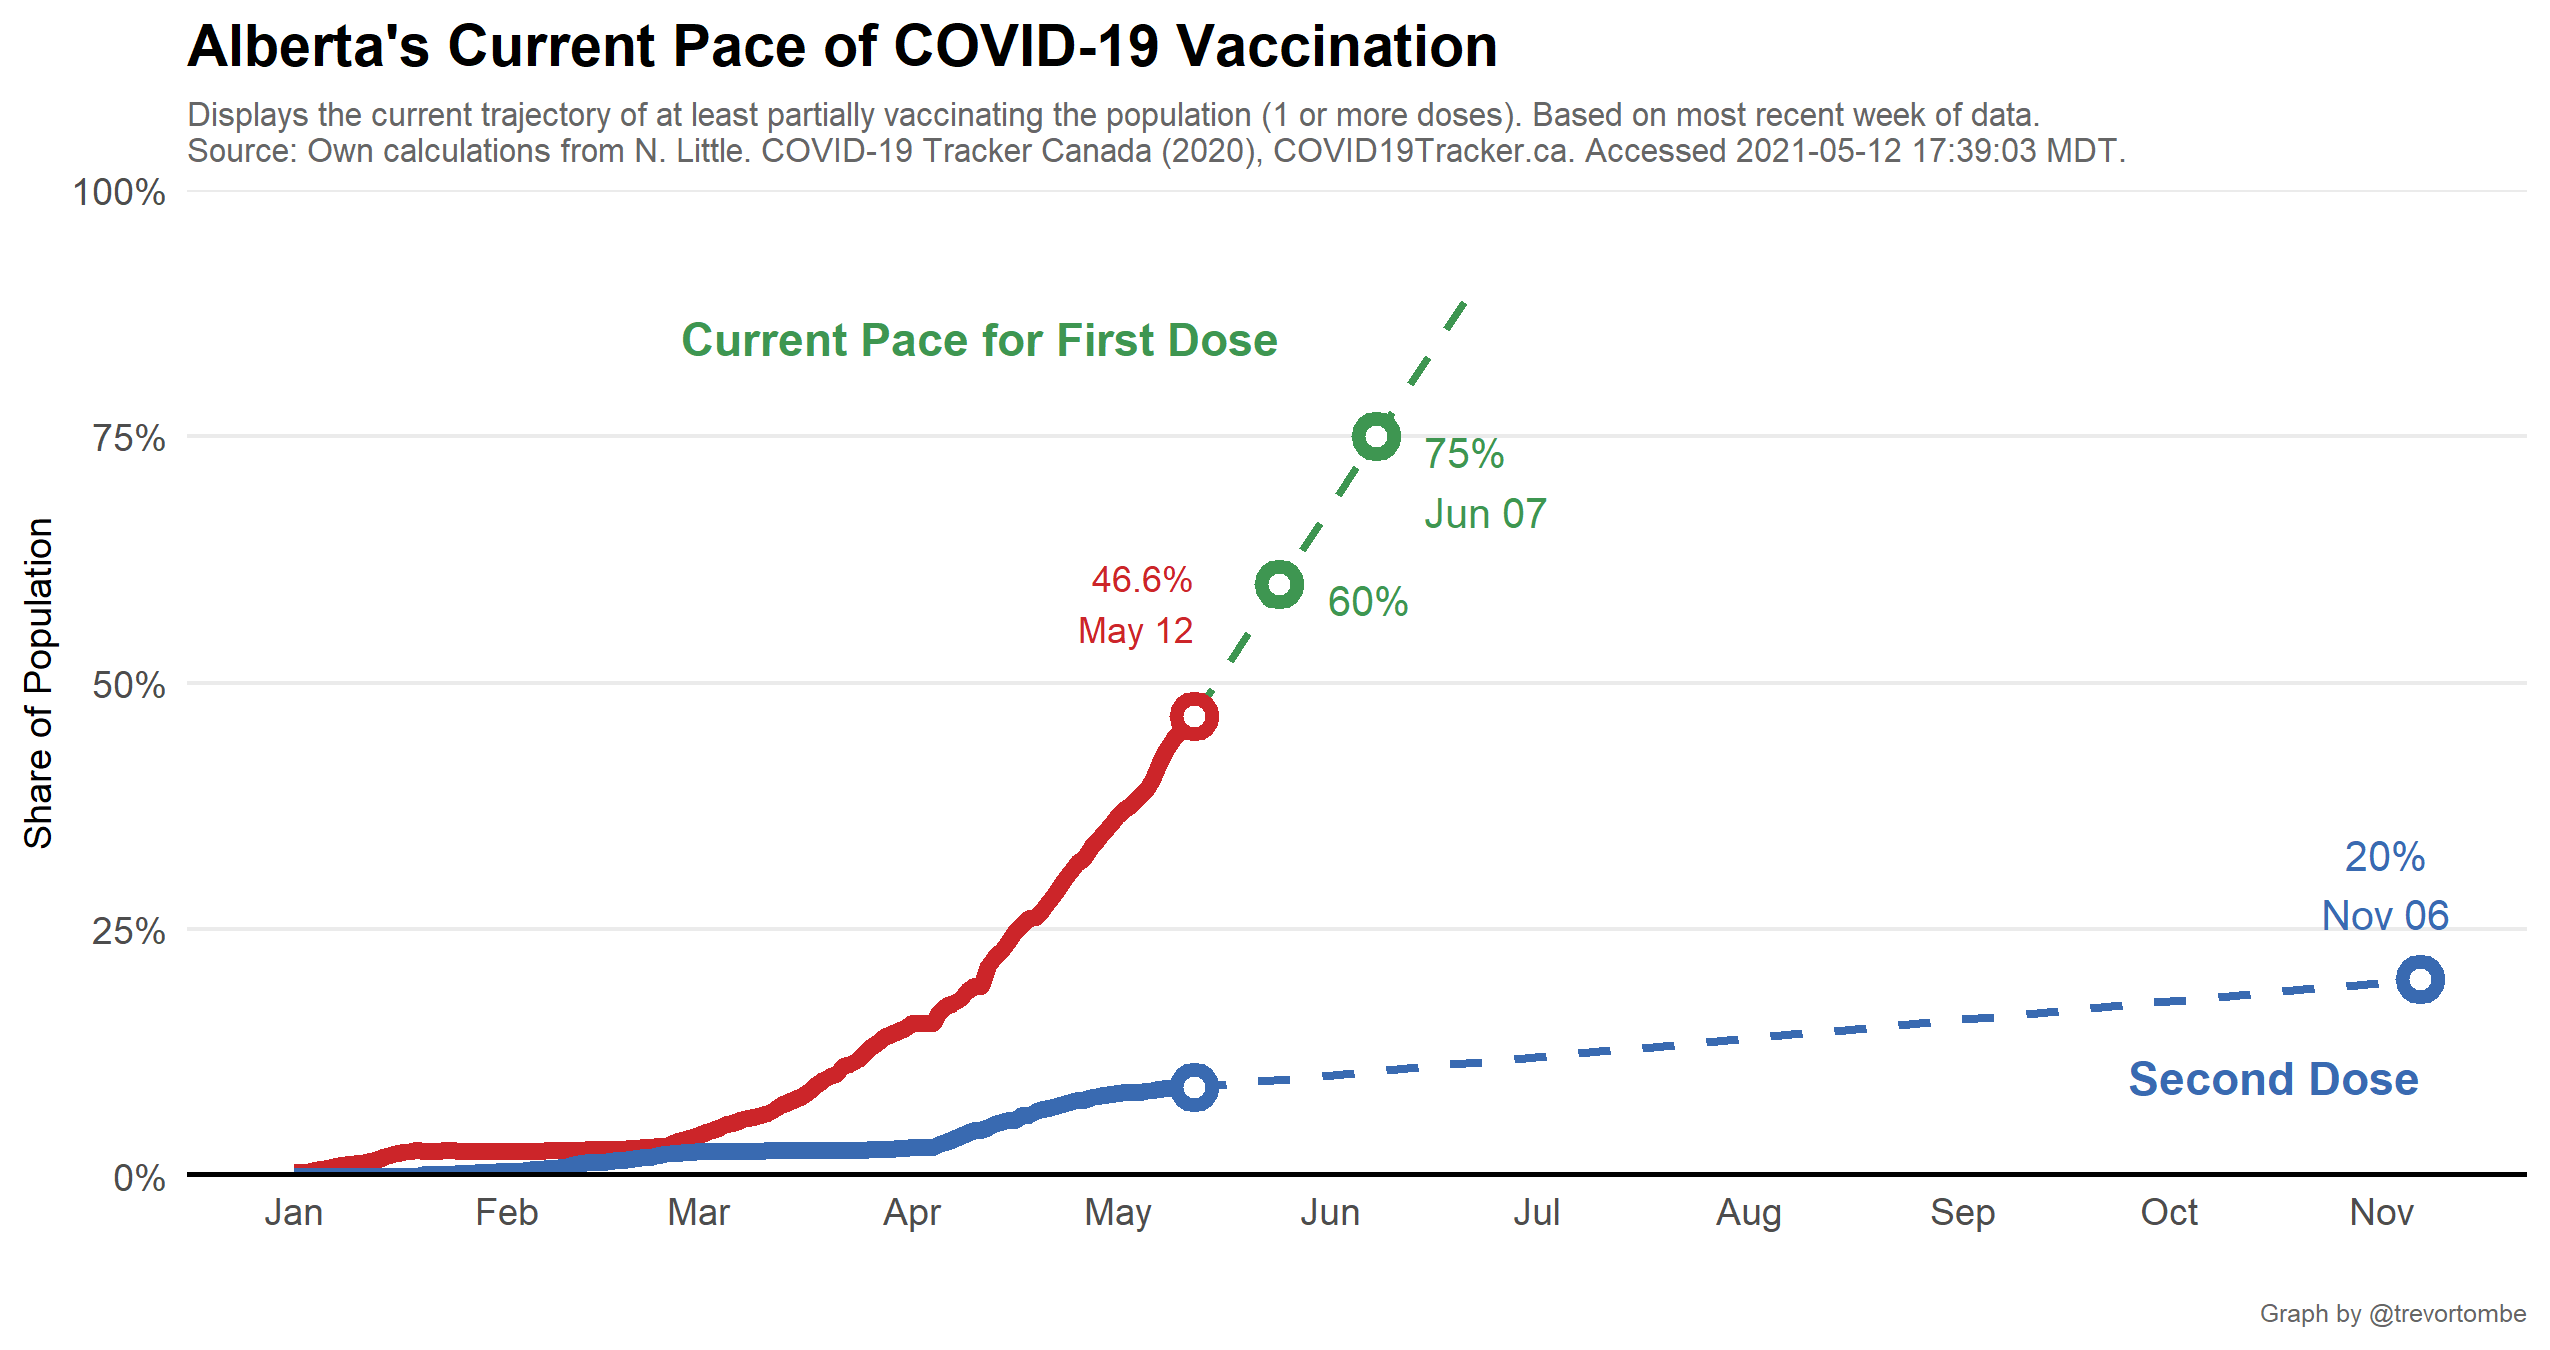 Alberta's Current Pace of COVID-19 Vaccination
Displays the current trajectory of at least partially vaccinating the population (1 or more doses). Based on most recent week of data.
Source: Own calculations from N. Little. COVID-19 Tracker Canada (2020), COVID19Tracker.ca. Accessed 2021-05-12 17:39:03 MDT.
100%
75%
50%
25%
0%
Share of Population
Current Pace for First Dose
75%
Jun 07
60%
46.6%
May 12
20%
Nov 06
Second Dose
Jan Feb Mar Apr May Jun Jul Aug Sep Oct Nov
Graph by @trevortombe